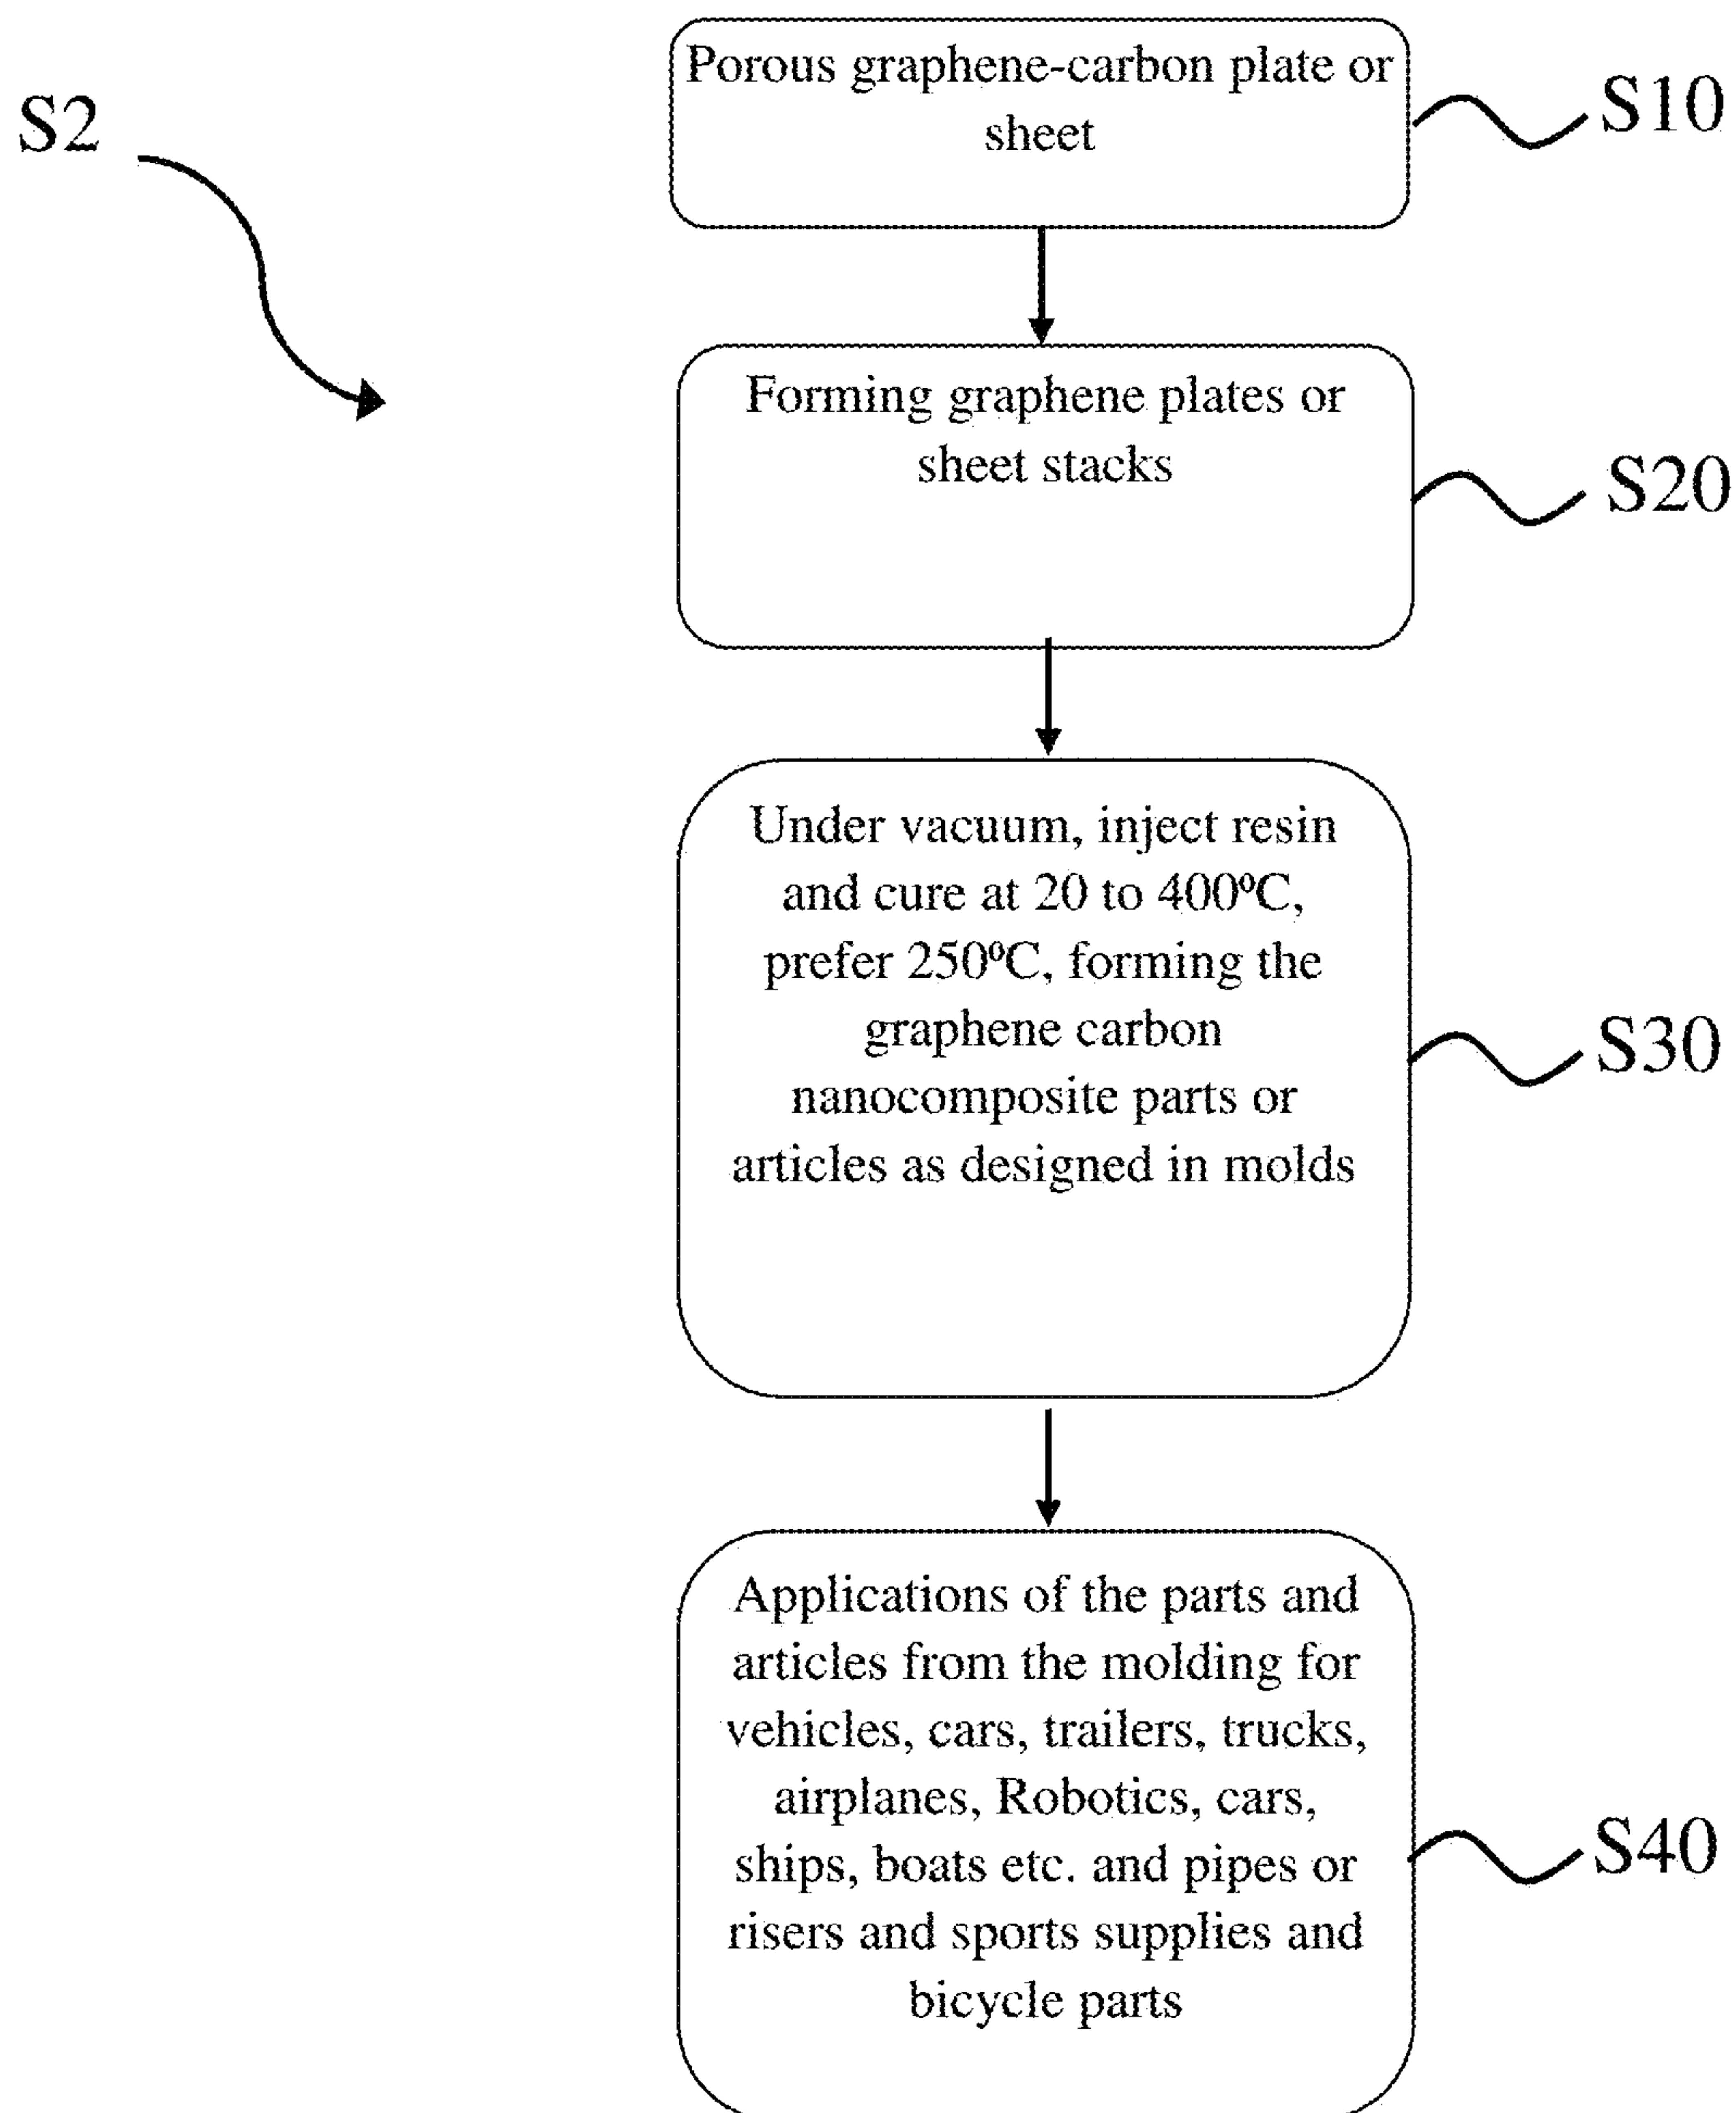 S2
Porous graphene-carbon plate or
sheet
S10
Forming graphene plates or
sheet stacks
S20
Under vacuum, inject resin
and cure at 20 to 400⁰C,
prefer 250⁰C, forming the
graphene carbon
nanocomposite parts or
articles as designed in molds
S30
Applications of the parts and
articles from the molding for
vehicles, cars, trailers, trucks,
airplanes, Robotics, cars,
ships, boats etc. and pipes or
risers and sports supplies and
bicycle parts
S40